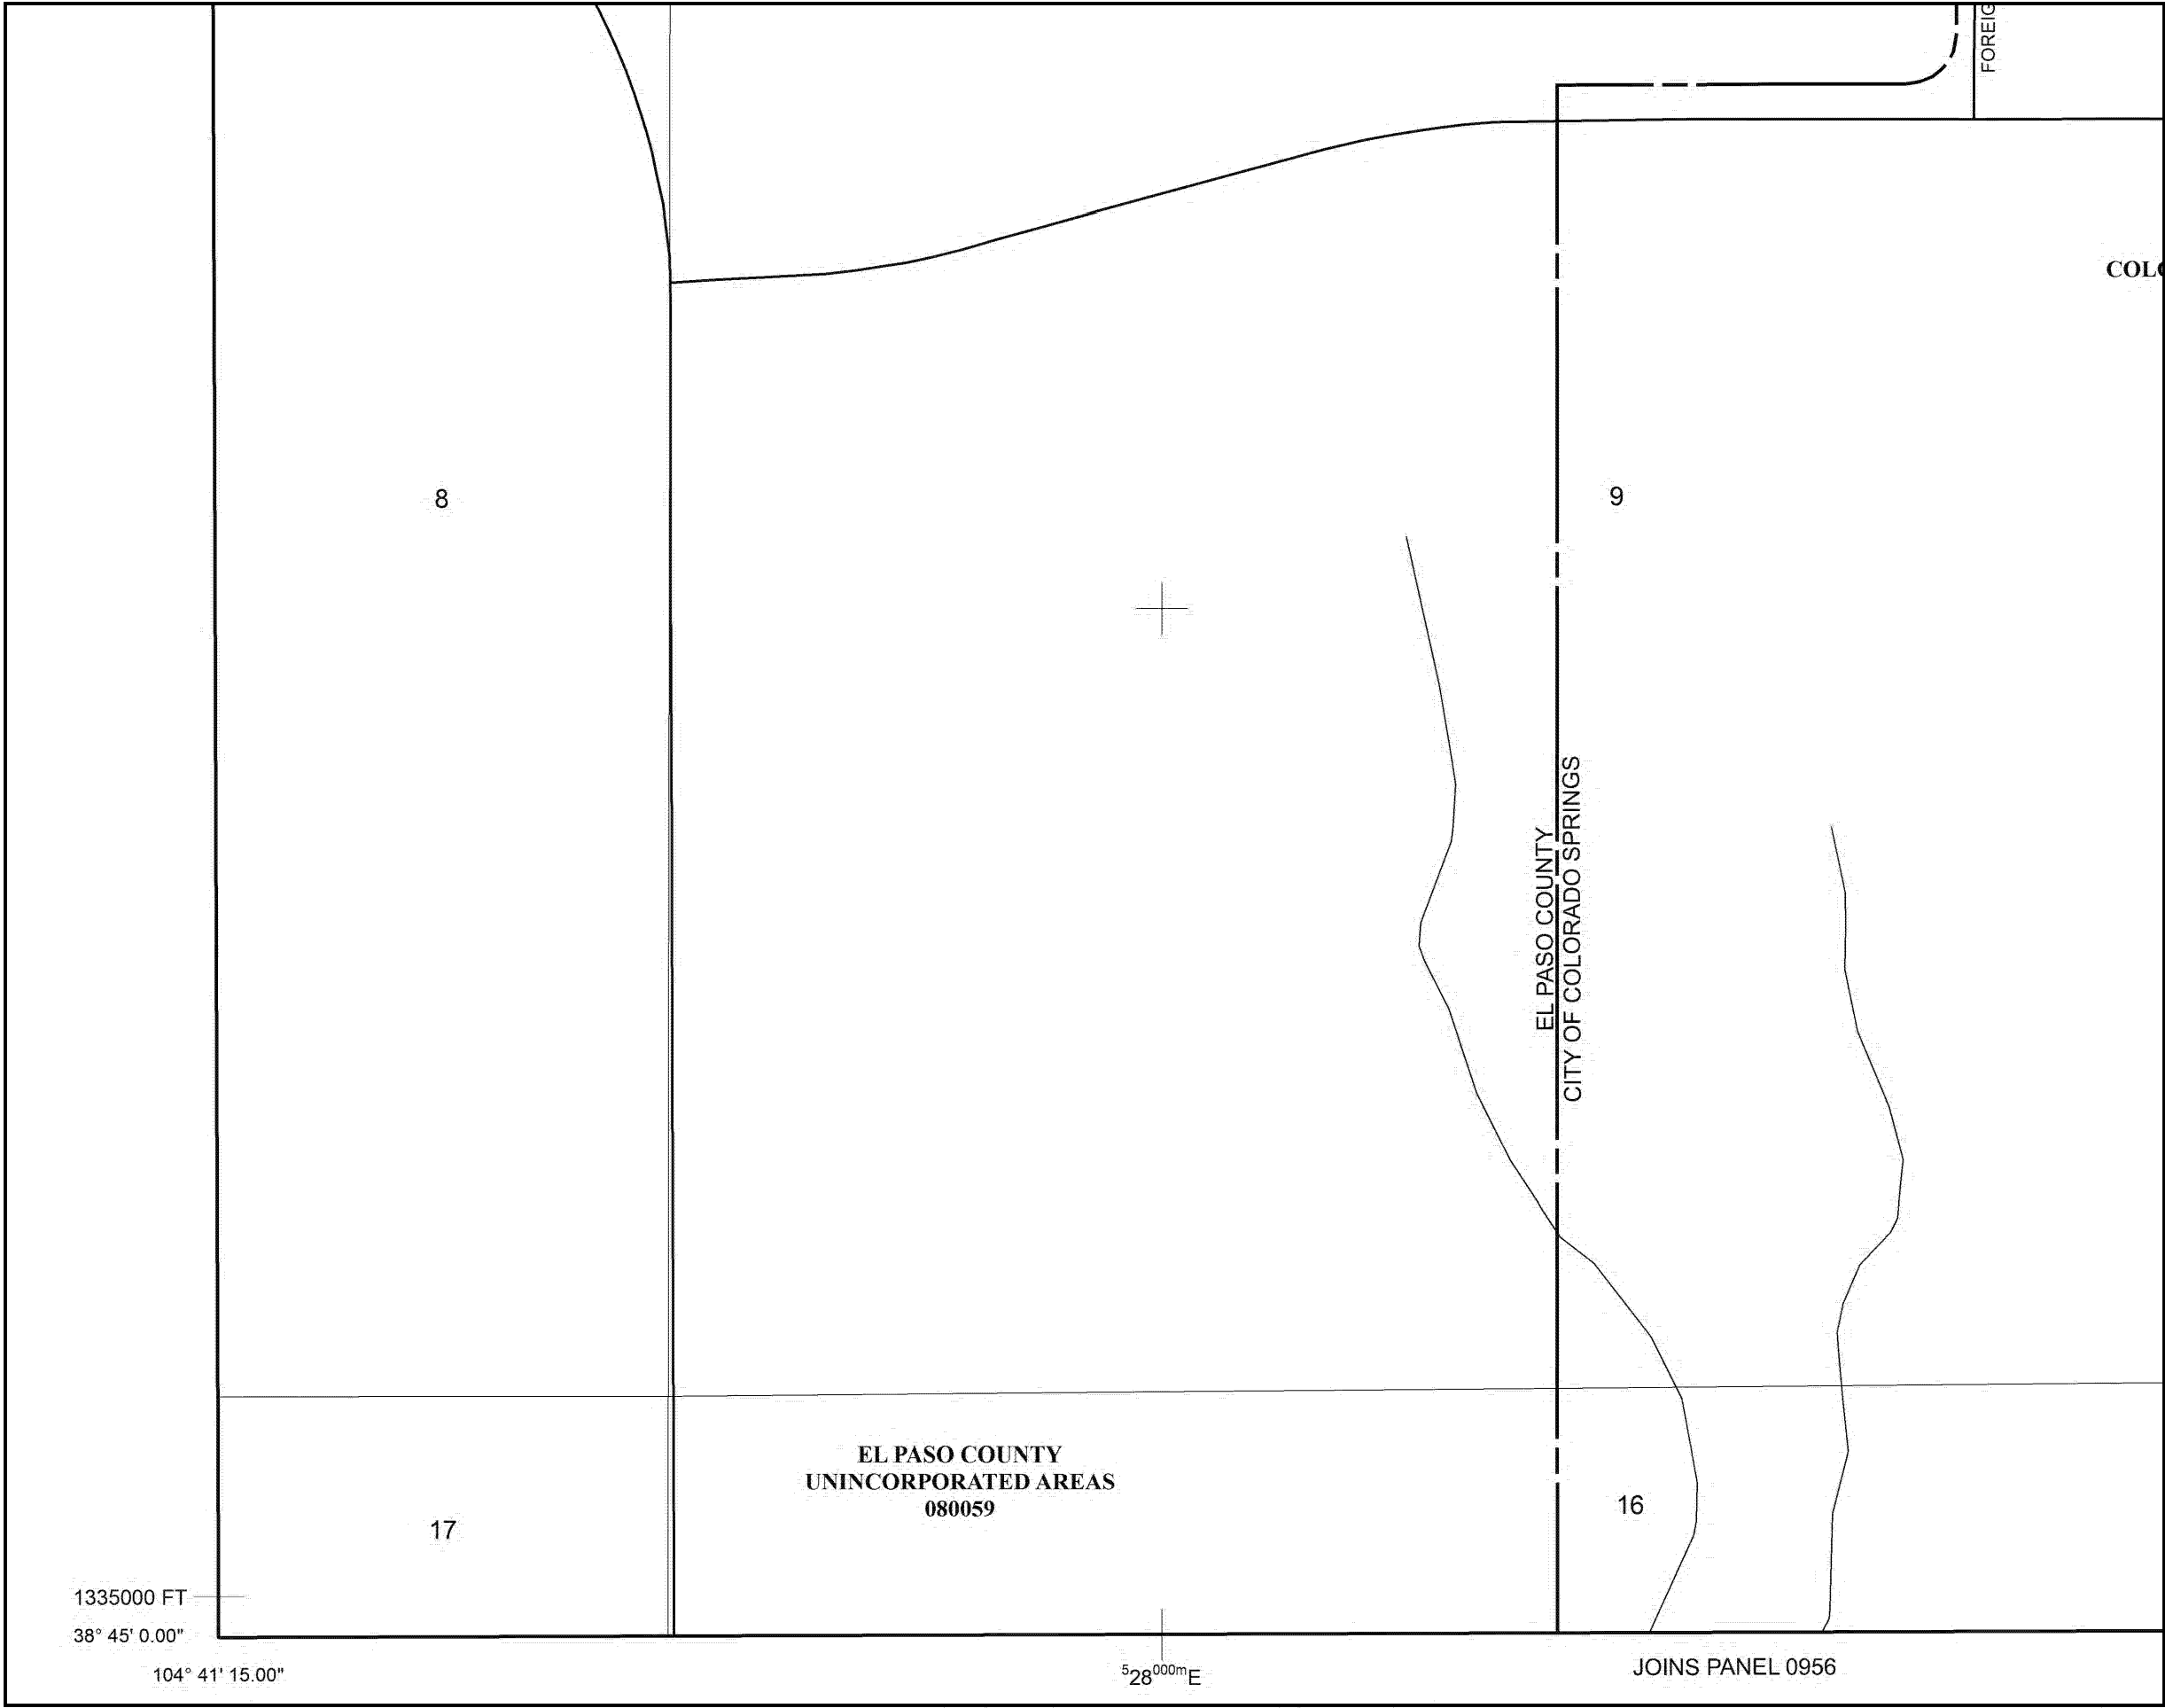 FOREIG
COLO
8
9
EL PASO COUNTY
CITY OF COLORADO SPRINGS
EL PASO COUNTY
UNINCORPORATED AREAS
080059
17
16
1335000 FT
38° 45' 0.00"
104° 41' 15.00"
⁵28⁰⁰⁰ᵐE
JOINS PANEL 0956